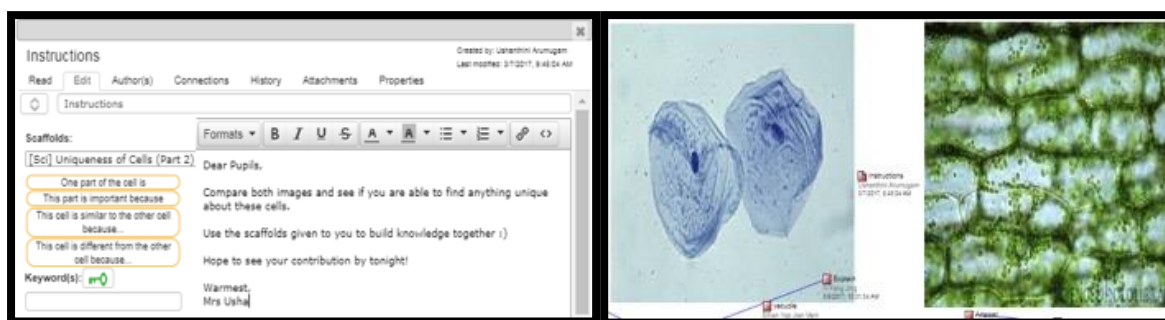 Instructions
Created by: Ushanthini Arumugam
Last modified: 3/7/2017, 9:48:04 AM
Read Edit Author(s) Connections History Attachments Properties
Instructions
Scaffolds:
Formats B I U S A A
[Sci] Uniqueness of Cells (Part 2)
One part of the cell is
This part is important because
This cell is similar to the other cell because...
This cell is different from the other cell because...
Keyword(s):
Dear Pupils,
Compare both images and see if you are able to find anything unique
about these cells.
Use the scaffolds given to you to build knowledge together :)
Hope to see your contribution by tonight!
Warmest,
Mrs Usha
Instructions
Ushanthini Arumugam
Explain
Answer